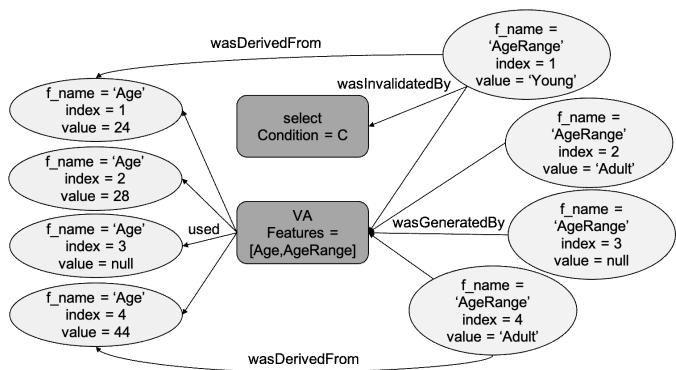 wasDerivedFrom
f_name =
‘AgeRange’
index = 1
value = ‘Young’
f_name = ‘Age’
index = 1
value = 24
wasInvalidatedBy
select
Condition = C
f_name =
‘AgeRange’
index = 2
value = ‘Adult’
f_name = ‘Age’
index = 2
value = 28
VA
Features =
[Age,AgeRange]
used
wasGeneratedBy
f_name = ‘Age’
index = 3
value = null
f_name =
‘AgeRange’
index = 3
value = null
f_name = ‘Age’
index = 4
value = 44
f_name =
‘AgeRange’
index = 4
value = ‘Adult’
wasDerivedFrom